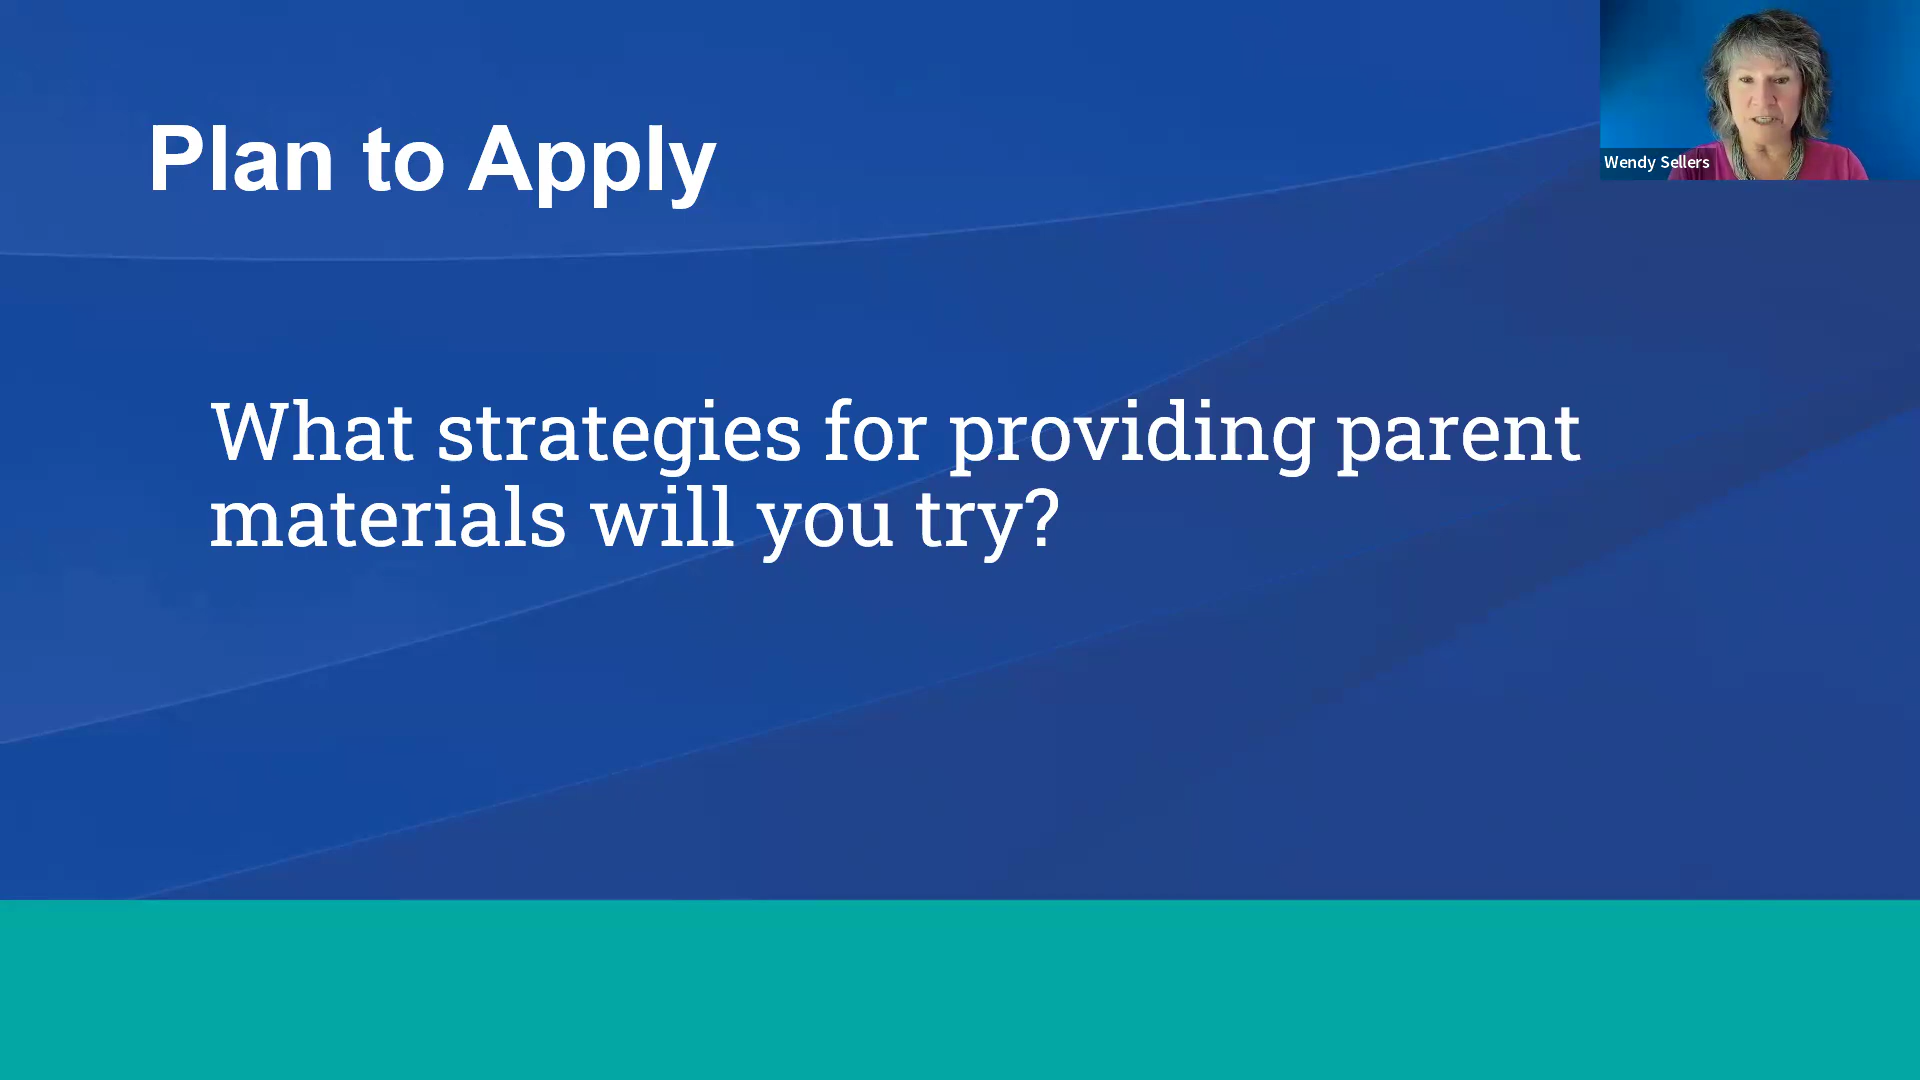 Plan to Apply
Wendy Sellers
What strategies for providing parent
materials will you try?